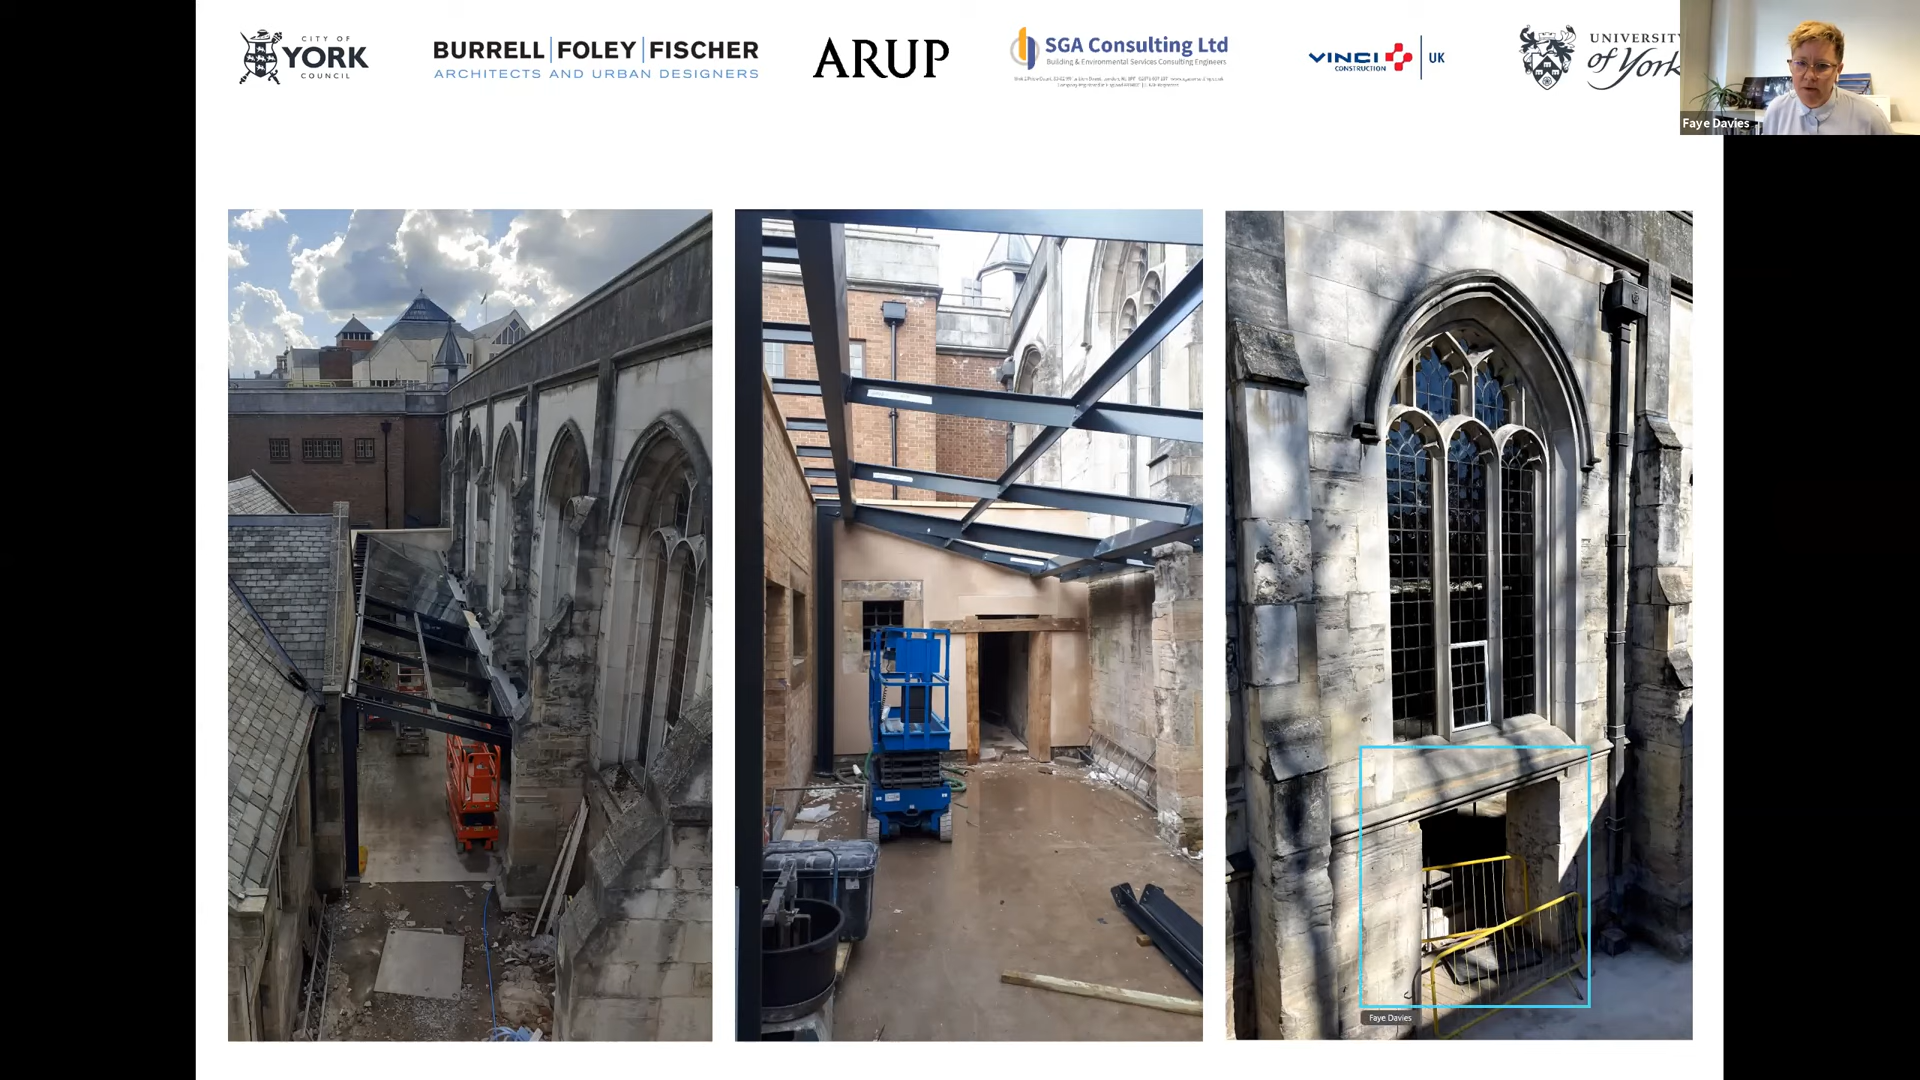 CITY OF
YORK
COUNCIL
BURRELL|FOLEY|FISCHER
ARCHITECTS AND URBAN DESIGNERS
ARUP
SGA Consulting Ltd
Building & Environmental Services Consulting Engineers
VINCI
CONSTRUCTION
UK
UNIVERSITY
of York
Faye Davies
Faye Davies